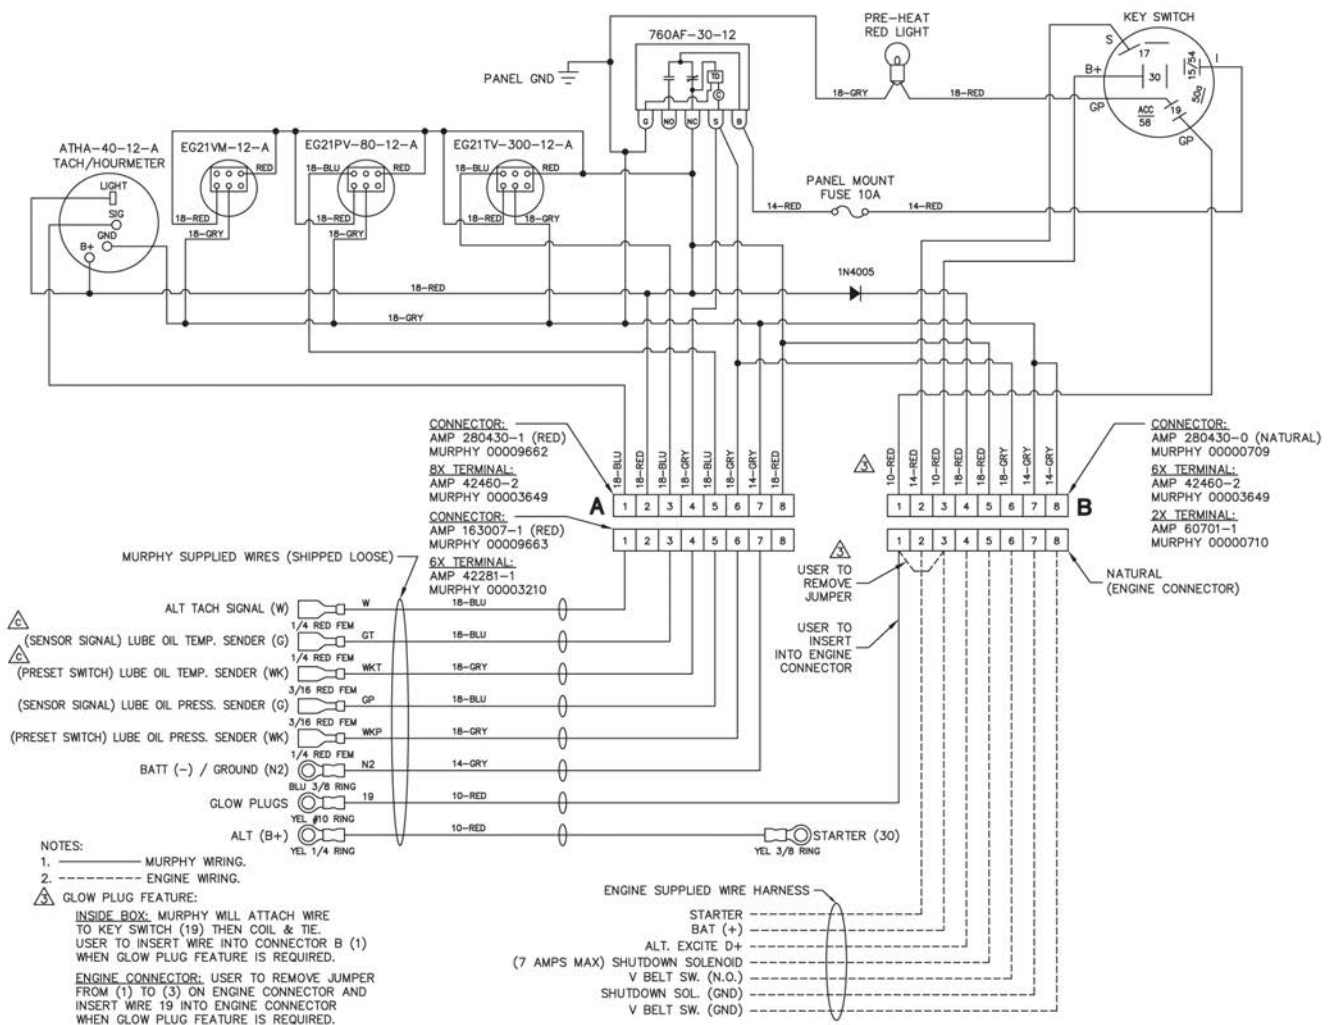 PRE-HEAT
RED LIGHT
KEY SWITCH
760AF-30-12
PANEL GND
TD
C
G
NO
NC
S
B
18-GRY
18-RED
S
17
B+
30
15/54
I
GP
ACC
58
19
50a
GP
ATHA-40-12-A
TACH/HOURMETER
LIGHT
SIG
GND
B+
EG21VM-12-A
RED
18-RED
18-GRY
EG21PV-80-12-A
18-BLU
RED
18-RED
18-GRY
EG21TV-300-12-A
18-BLU
RED
18-RED
18-GRY
PANEL MOUNT
FUSE 10A
14-RED
14-RED
1N4005
18-RED
18-GRY
CONNECTOR:
AMP 280430-1 (RED)
MURPHY 00009662
8X TERMINAL:
AMP 42460-2
MURPHY 00003649
CONNECTOR:
AMP 163007-1 (RED)
MURPHY 00009663
6X TERMINAL:
AMP 42281-1
MURPHY 00003210
18-BLU
18-RED
18-BLU
18-GRY
18-BLU
18-GRY
14-GRY
18-RED
A
1 2 3 4 5 6 7 8
1 2 3 4 5 6 7 8
3
10-RED
14-RED
14-RED
18-RED
18-RED
18-GRY
14-GRY
14-GRY
1 2 3 4 5 6 7 8
B
1 2 3 4 5 6 7 8
CONNECTOR:
AMP 280430-0 (NATURAL)
MURPHY 00000709
6X TERMINAL:
AMP 42460-2
MURPHY 00003649
2X TERMINAL:
AMP 60701-1
MURPHY 00000710
NATURAL
(ENGINE CONNECTOR)
3
USER TO
REMOVE
JUMPER
USER TO
INSERT
INTO ENGINE
CONNECTOR
MURPHY SUPPLIED WIRES (SHIPPED LOOSE)
ALT TACH SIGNAL (W)
W
18-BLU
1/4 RED FEM
C
(SENSOR SIGNAL) LUBE OIL TEMP. SENDER (G)
GT
18-BLU
1/4 RED FEM
C
(PRESET SWITCH) LUBE OIL TEMP. SENDER (WK)
WKT
18-GRY
3/16 RED FEM
(SENSOR SIGNAL) LUBE OIL PRESS. SENDER (G)
GP
18-BLU
3/16 RED FEM
(PRESET SWITCH) LUBE OIL PRESS. SENDER (WK)
WKP
18-GRY
1/4 RED FEM
BATT (-) / GROUND (N2)
N2
14-GRY
BLU 3/8 RING
GLOW PLUGS
19
10-RED
YEL #10 RING
ALT (B+)
10-RED
YEL 1/4 RING
STARTER (30)
YEL 3/8 RING
NOTES:
1. MURPHY WIRING.
2. ENGINE WIRING.
3 GLOW PLUG FEATURE:
INSIDE BOX: MURPHY WILL ATTACH WIRE
TO KEY SWITCH (19) THEN COIL & TIE.
USER TO INSERT WIRE INTO CONNECTOR B (1)
WHEN GLOW PLUG FEATURE IS REQUIRED.
ENGINE CONNECTOR: USER TO REMOVE JUMPER
FROM (1) TO (3) ON ENGINE CONNECTOR AND
INSERT WIRE 19 INTO ENGINE CONNECTOR
WHEN GLOW PLUG FEATURE IS REQUIRED.
ENGINE SUPPLIED WIRE HARNESS
STARTER
BAT (+)
ALT. EXCITE D+
(7 AMPS MAX) SHUTDOWN SOLENOID
V BELT SW. (N.O.)
SHUTDOWN SOL. (GND)
V BELT SW. (GND)